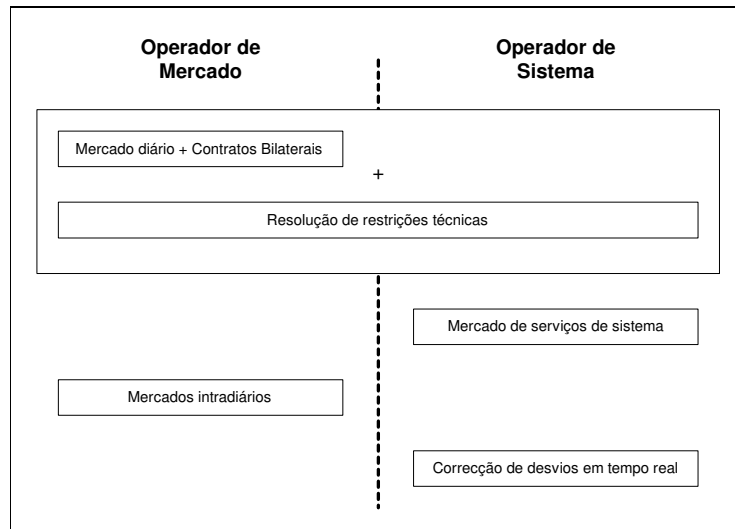 Operador de
Mercado
Operador de
Sistema
Mercado diário + Contratos Bilaterais
+
Resolução de restrições técnicas
Mercado de serviços de sistema
Mercados intradiários
Correcção de desvios em tempo real